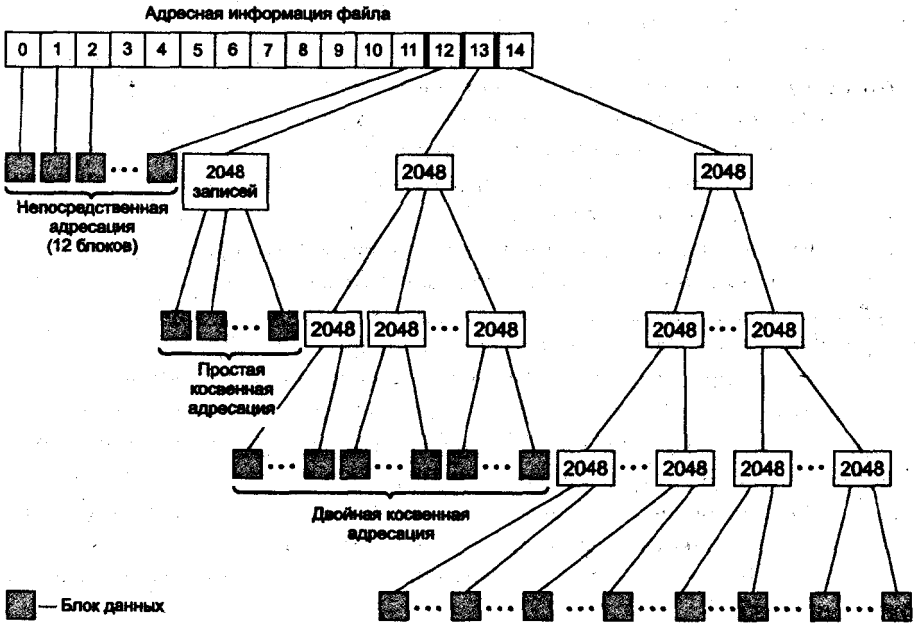 Адресная информация файла
0 1 2 3 4 5 6 7 8 9 10 11 12 13 14
2048
записей
2048
2048
Непосредственная
адресация
(12 блоков)
2048 2048 2048 2048 2048
Простая
косвенная
адресация
2048 2048 2048 2048
Двойная косвенная
адресация
— Блок данных